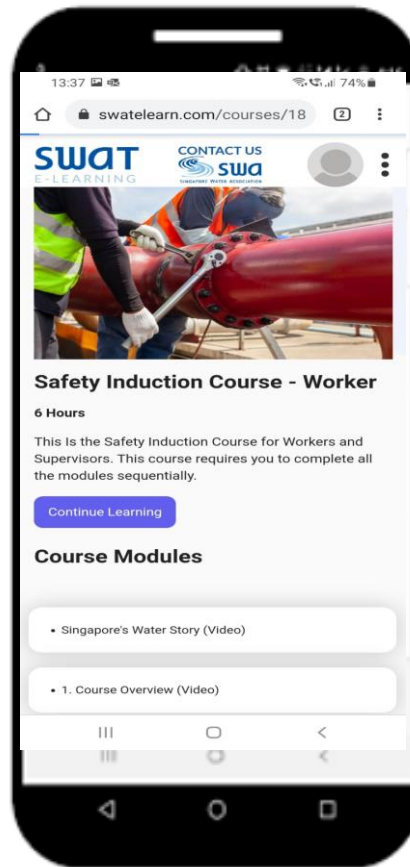 13:37
74%
swatelearn.com/courses/18
2
SWAT
E-LEARNING
CONTACT US
swa
SINGAPORE WATER ASSOCIATION
Safety Induction Course - Worker
6 Hours
This Is the Safety Induction Course for Workers and
Supervisors. This course requires you to complete all
the modules sequentially.
Continue Learning
Course Modules
• Singapore's Water Story (Video)
• 1. Course Overview (Video)